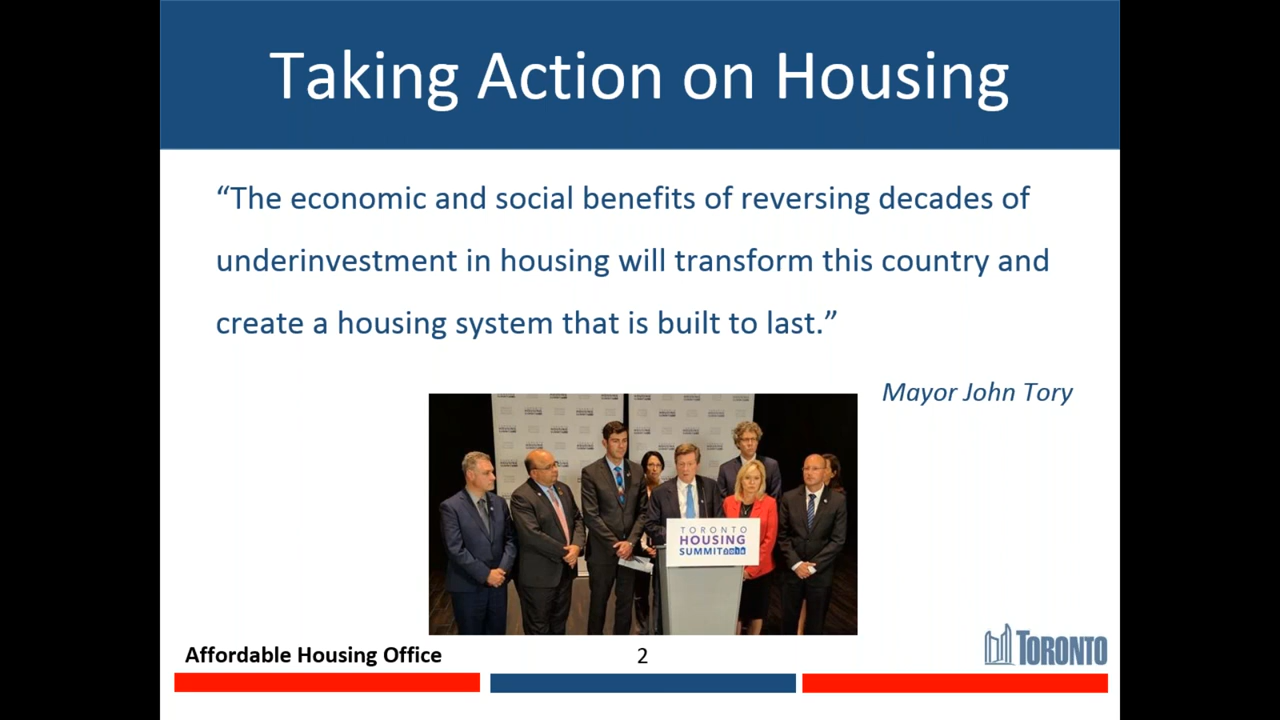 Taking Action on Housing
“The economic and social benefits of reversing decades of
underinvestment in housing will transform this country and
create a housing system that is built to last.”
Mayor John Tory
TORONTO
HOUSING
SUMMIT2016
Affordable Housing Office
2
TORONTO